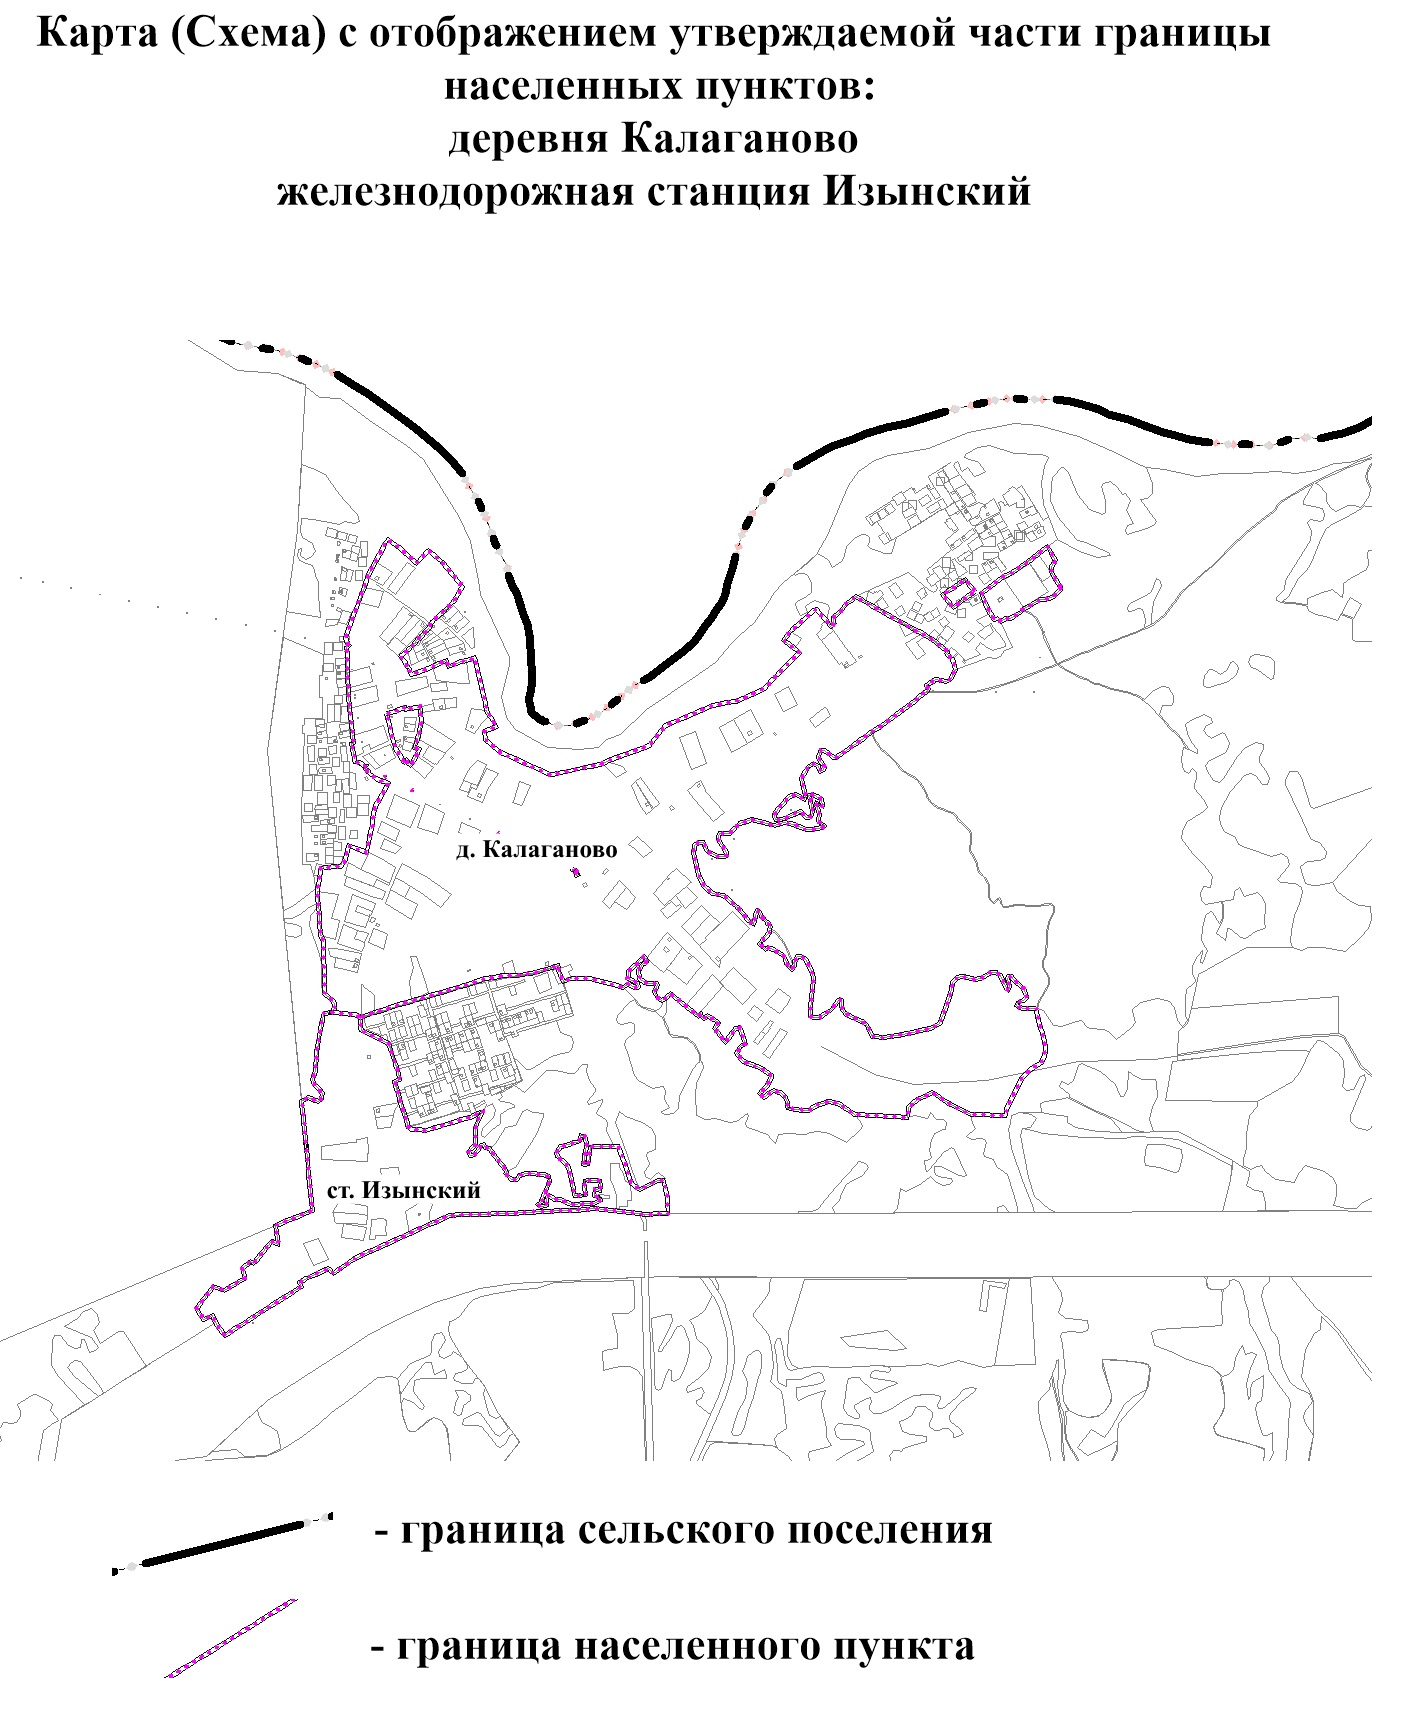 Карта (Схема) с отображением утверждаемой части границы
населенных пунктов:
деревня Калаганово
железнодорожная станция Изынский
д. Калаганово
ст. Изынский
- граница сельского поселения
- граница населенного пункта